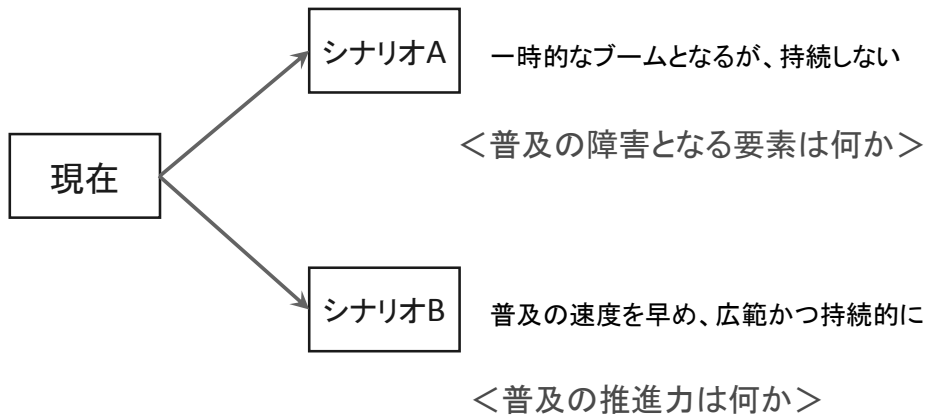 シナリオA
一時的なブームとなるが、持続しない
＜普及の障害となる要素は何か＞
現在
シナリオB
普及の速度を早め、広範かつ持続的に
＜普及の推進力は何か＞